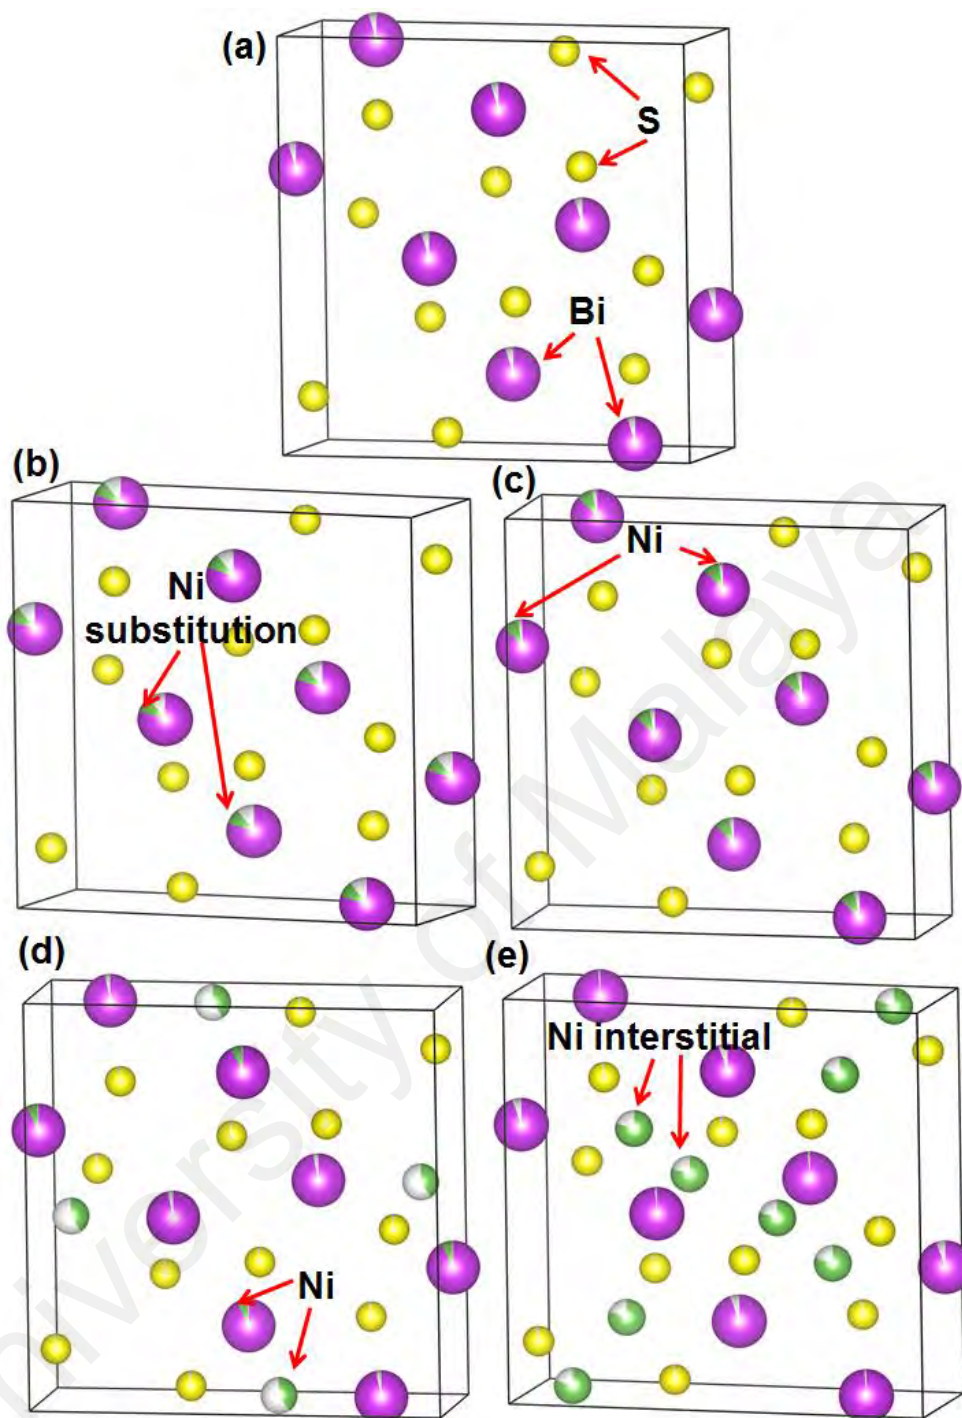 (a)
S
Bi
(b)
Ni
substitution
(c)
Ni
(d)
Ni
(e)
Ni interstitial
University of Malaya